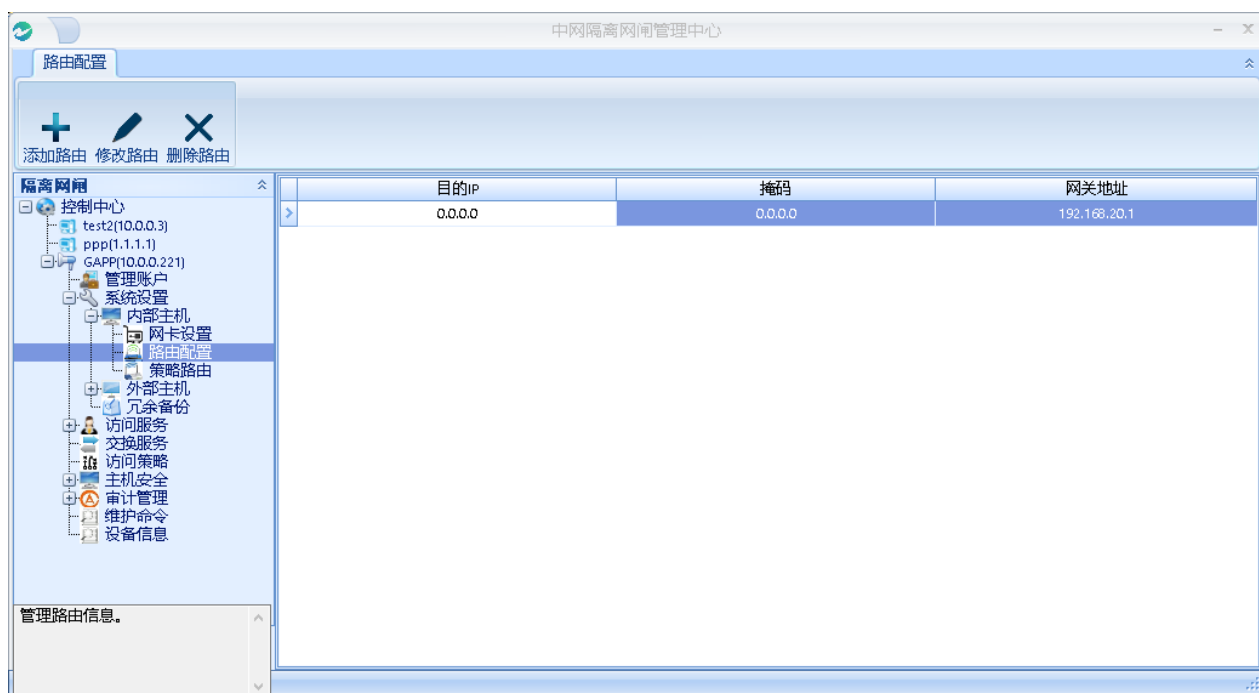 中网隔离网闸管理中心
路由配置
添加路由 修改路由 删除路由
隔离网闸
控制中心
test2(10.0.0.3)
ppp(1.1.1.1)
GAPP(10.0.0.221)
管理账户
系统设置
内部主机
网卡设置
路由配置
策略路由
外部主机
冗余备份
访问服务
交换服务
访问策略
主机安全
审计管理
维护命令
设备信息
管理路由信息。
目的IP 掩码 网关地址
0.0.0.0 0.0.0.0 192.168.20.1